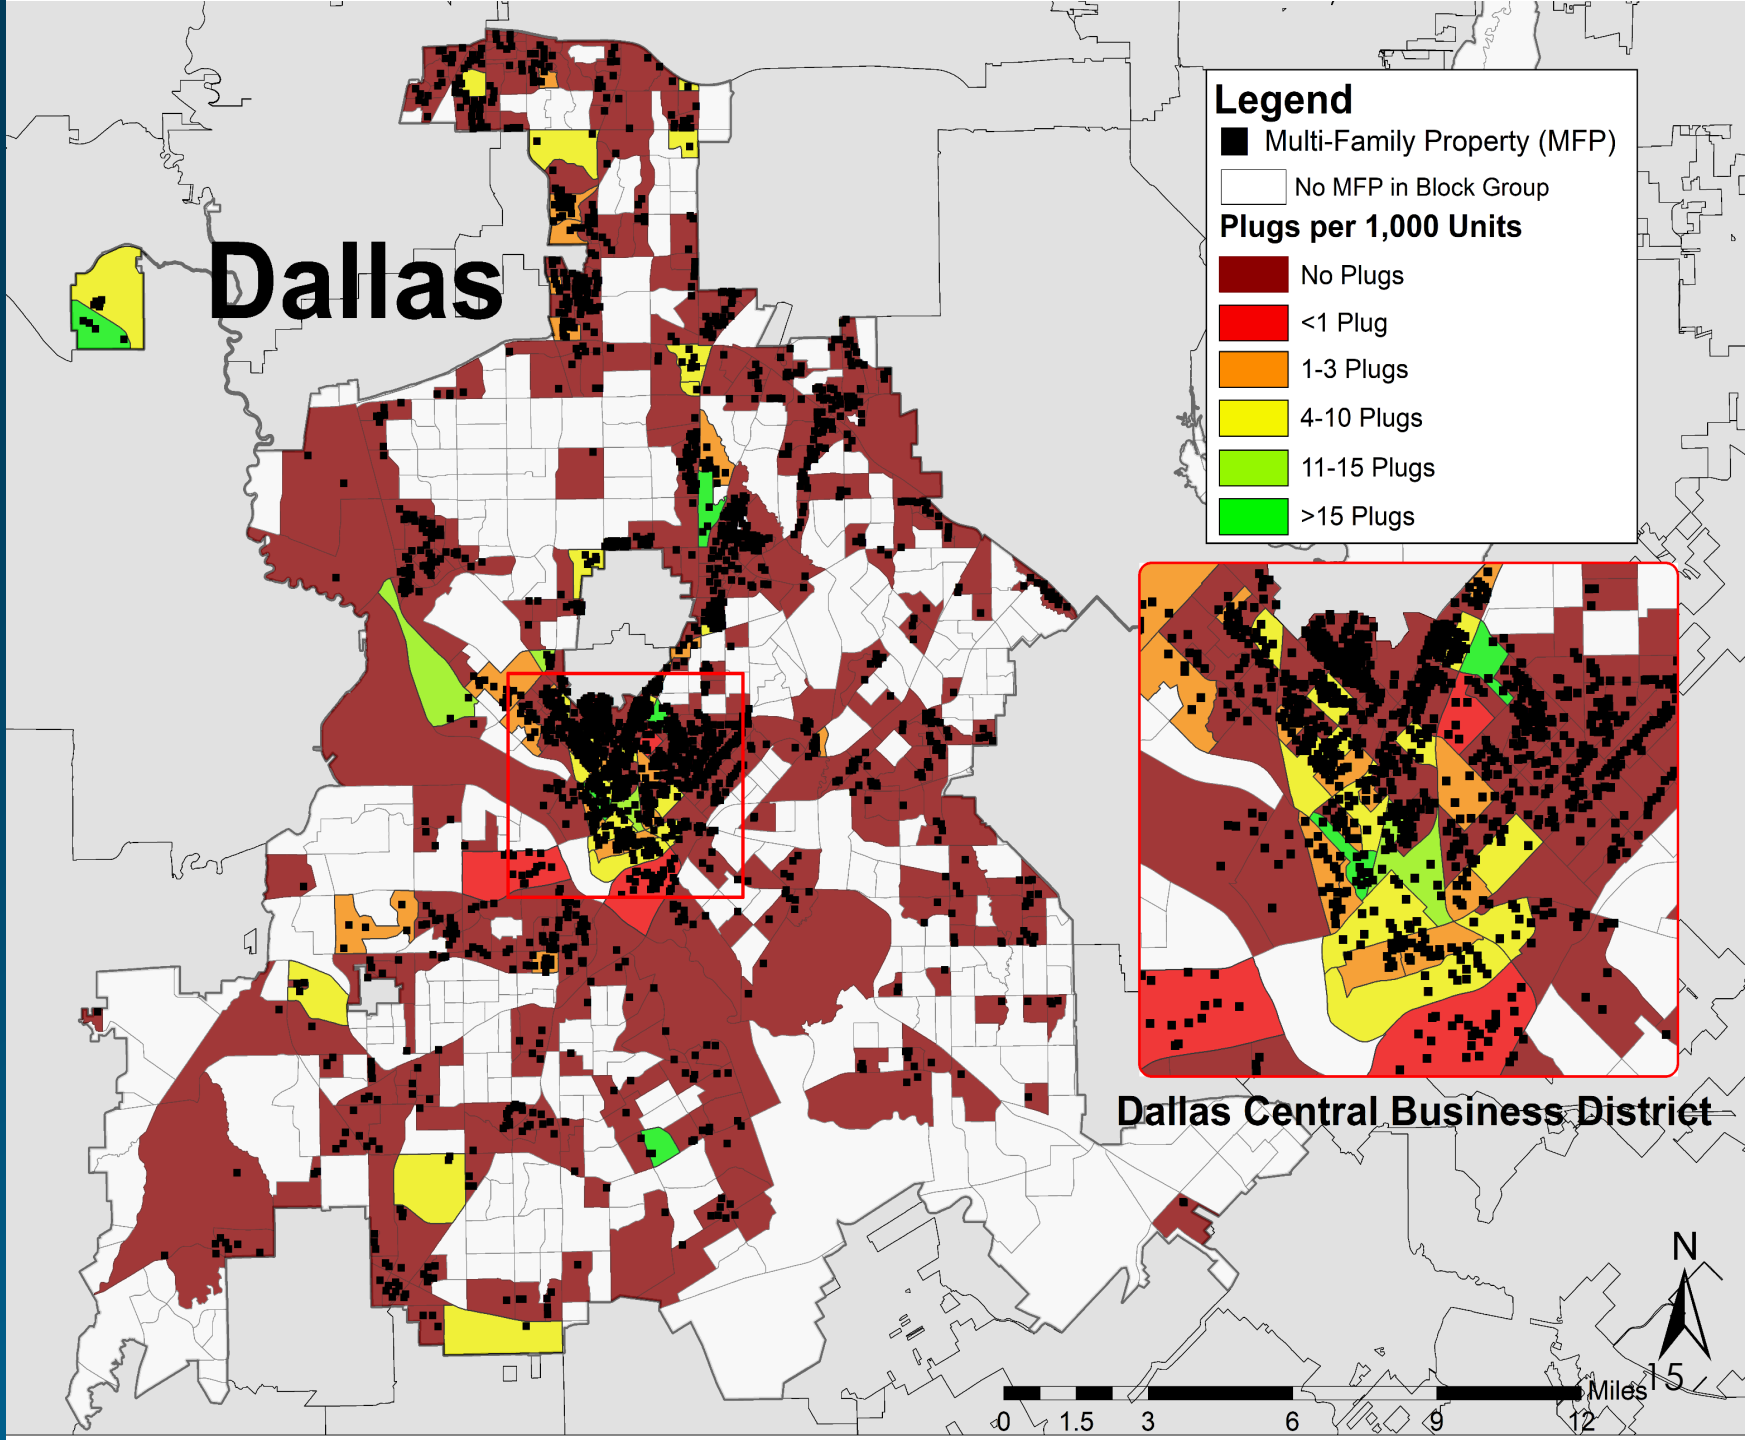 Legend
Multi-Family Property (MFP)
No MFP in Block Group
Plugs per 1,000 Units
No Plugs
<1 Plug
1-3 Plugs
4-10 Plugs
11-15 Plugs
>15 Plugs
Dallas
Dallas Central Business District
N
15
Miles
0 1.5 3 6 9 12